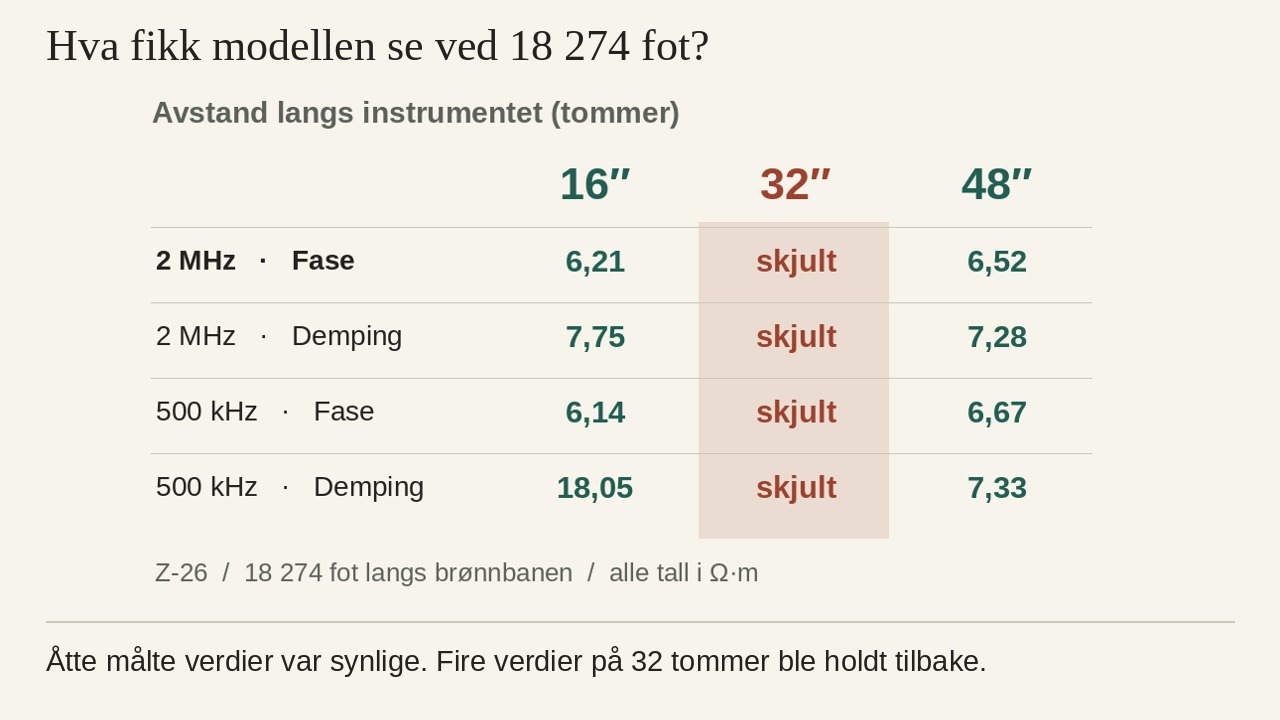 Hva fikk modellen se ved 18 274 fot?
Avstand langs instrumentet (tommer)
16″ 32″ 48″
2 MHz · Fase 6,21 skjult 6,52
2 MHz · Demping 7,75 skjult 7,28
500 kHz · Fase 6,14 skjult 6,67
500 kHz · Demping 18,05 skjult 7,33
Z-26 / 18 274 fot langs brønnbanen / alle tall i Ω·m
Åtte målte verdier var synlige. Fire verdier på 32 tommer ble holdt tilbake.